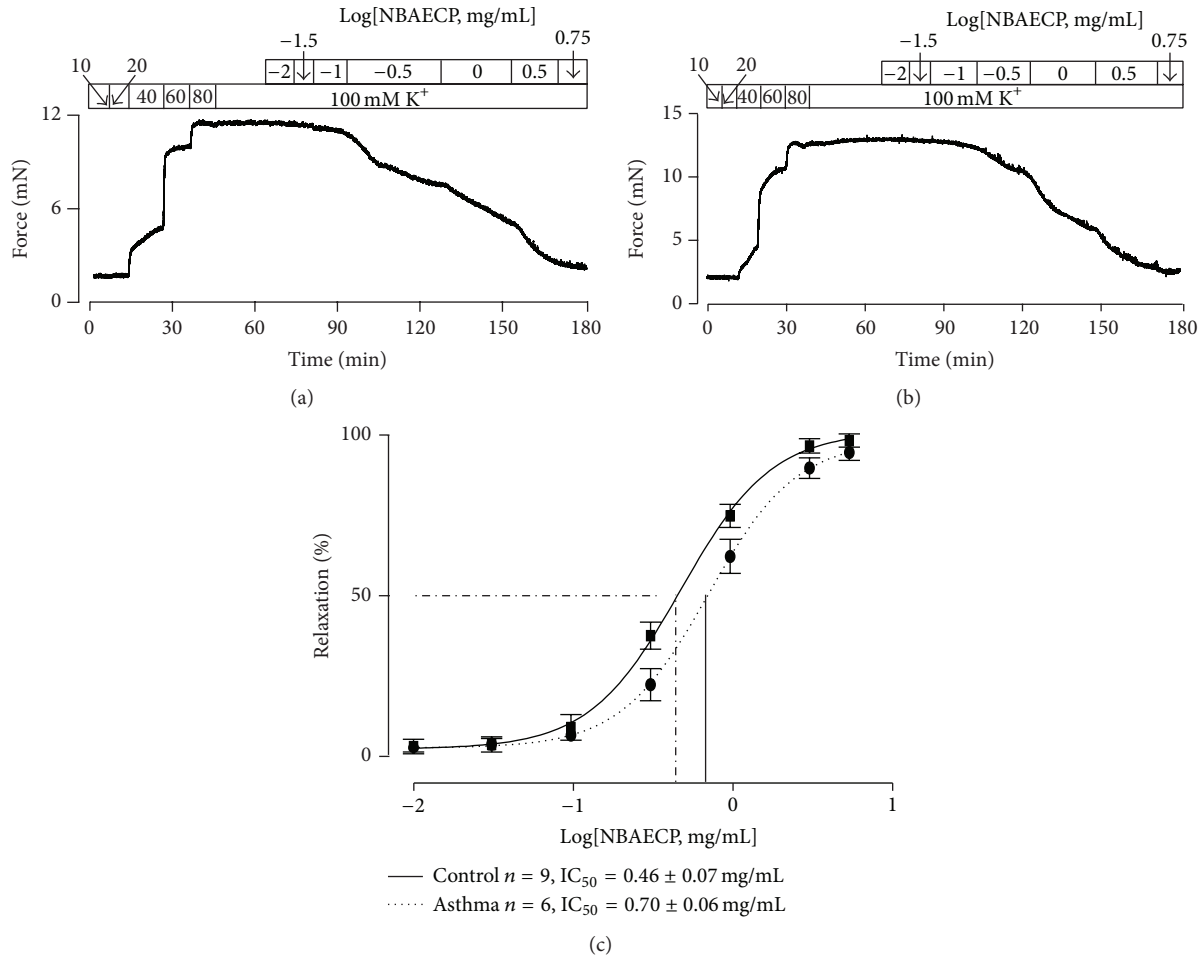 Log[NBAECP, mg/mL]
−1.5 0.75
10 20 −2 −1 −0.5 0 0.5
40 60 80 100 mM K+
12
6
0
Force (mN)
0 30 60 90 120 150 180
Time (min)
(a)
Log[NBAECP, mg/mL]
−1.5 0.75
10 20 −2 −1 −0.5 0 0.5
40 60 80 100 mM K+
15
10
5
0
Force (mN)
0 30 60 90 120 150 180
Time (min)
(b)
100
50
0
Relaxation (%)
−2 −1 0 1
Log[NBAECP, mg/mL]
Control n = 9, IC50 = 0.46 ± 0.07 mg/mL
Asthma n = 6, IC50 = 0.70 ± 0.06 mg/mL
(c)